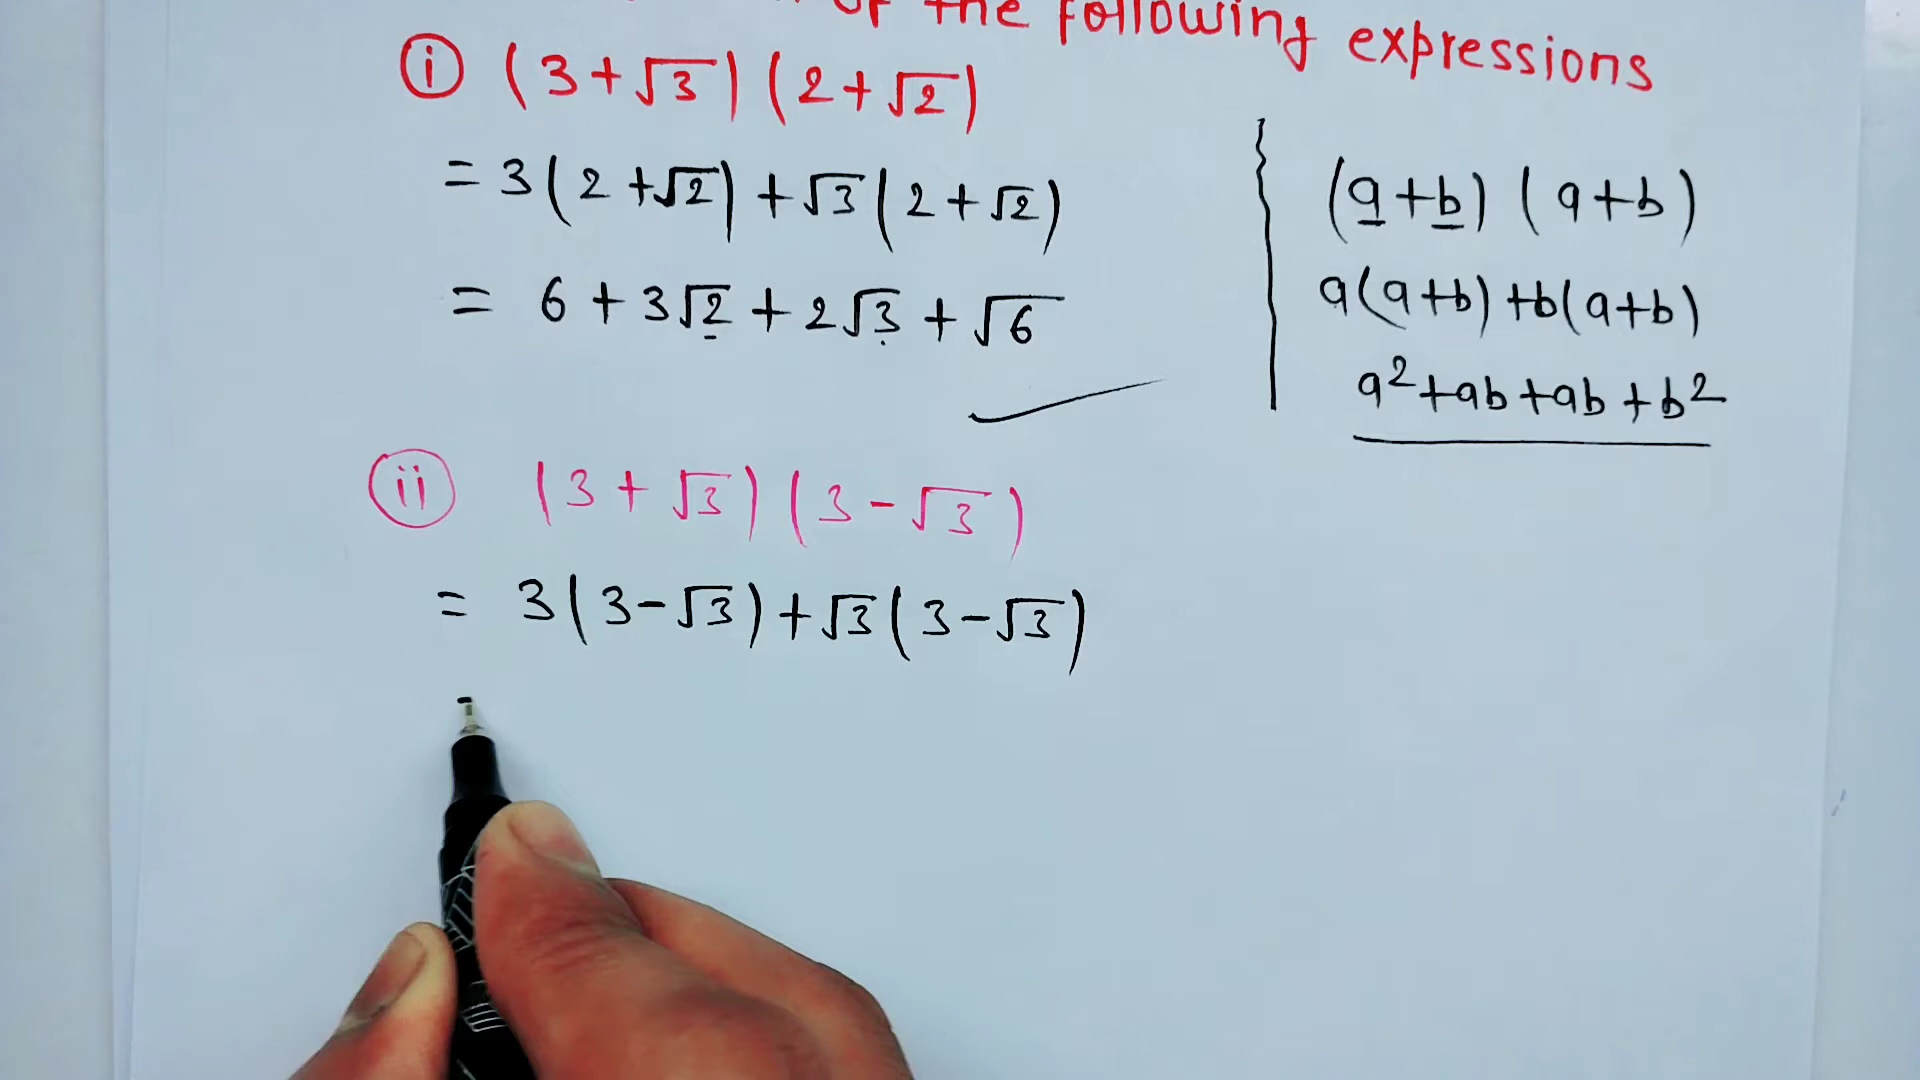 of the following expressions
(i) (3+√3)(2+√2)
= 3(2+√2)+√3(2+√2)
= 6+3√2+2√3+√6
(ii) (3+√3)(3-√3)
= 3(3-√3)+√3(3-√3)
(a+b)(a+b)
a(a+b)+b(a+b)
a²+ab+ab+b²